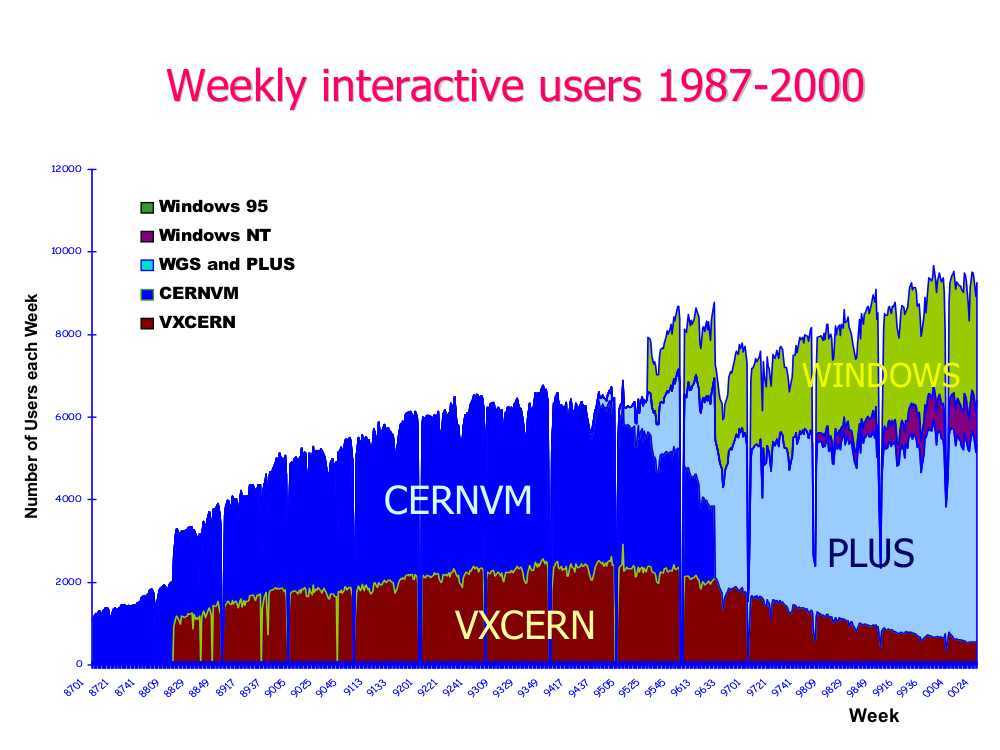 Weekly interactive users 1987-2000
12000
10000
8000
6000
4000
2000
0
Number of Users each Week
Windows 95
Windows NT
WGS and PLUS
CERNVM
VXCERN
WINDOWS
CERNVM
PLUS
VXCERN
8701 8721 8741 8809 8829 8849 8917 8937 9005 9025 9045 9113 9133 9201 9221 9241 9309 9329 9349 9417 9437 9505 9525 9545 9613 9633 9701 9721 9741 9809 9829 9849 9916 9936 0004 0024
Week